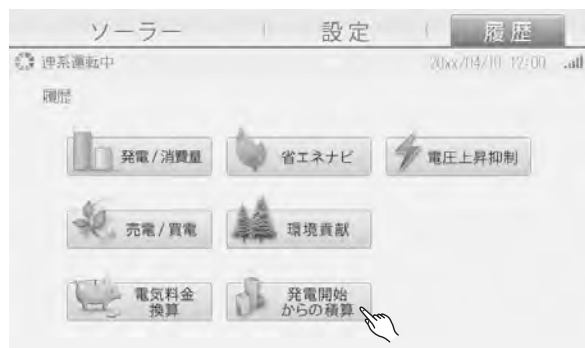 ソーラー 設定 履歴
連系運転中 20xx/04/10 12:00
履歴
発電/消費量 省エネナビ 電圧上昇抑制
売電/買電 環境貢献
電気料金 発電開始
換算 からの積算